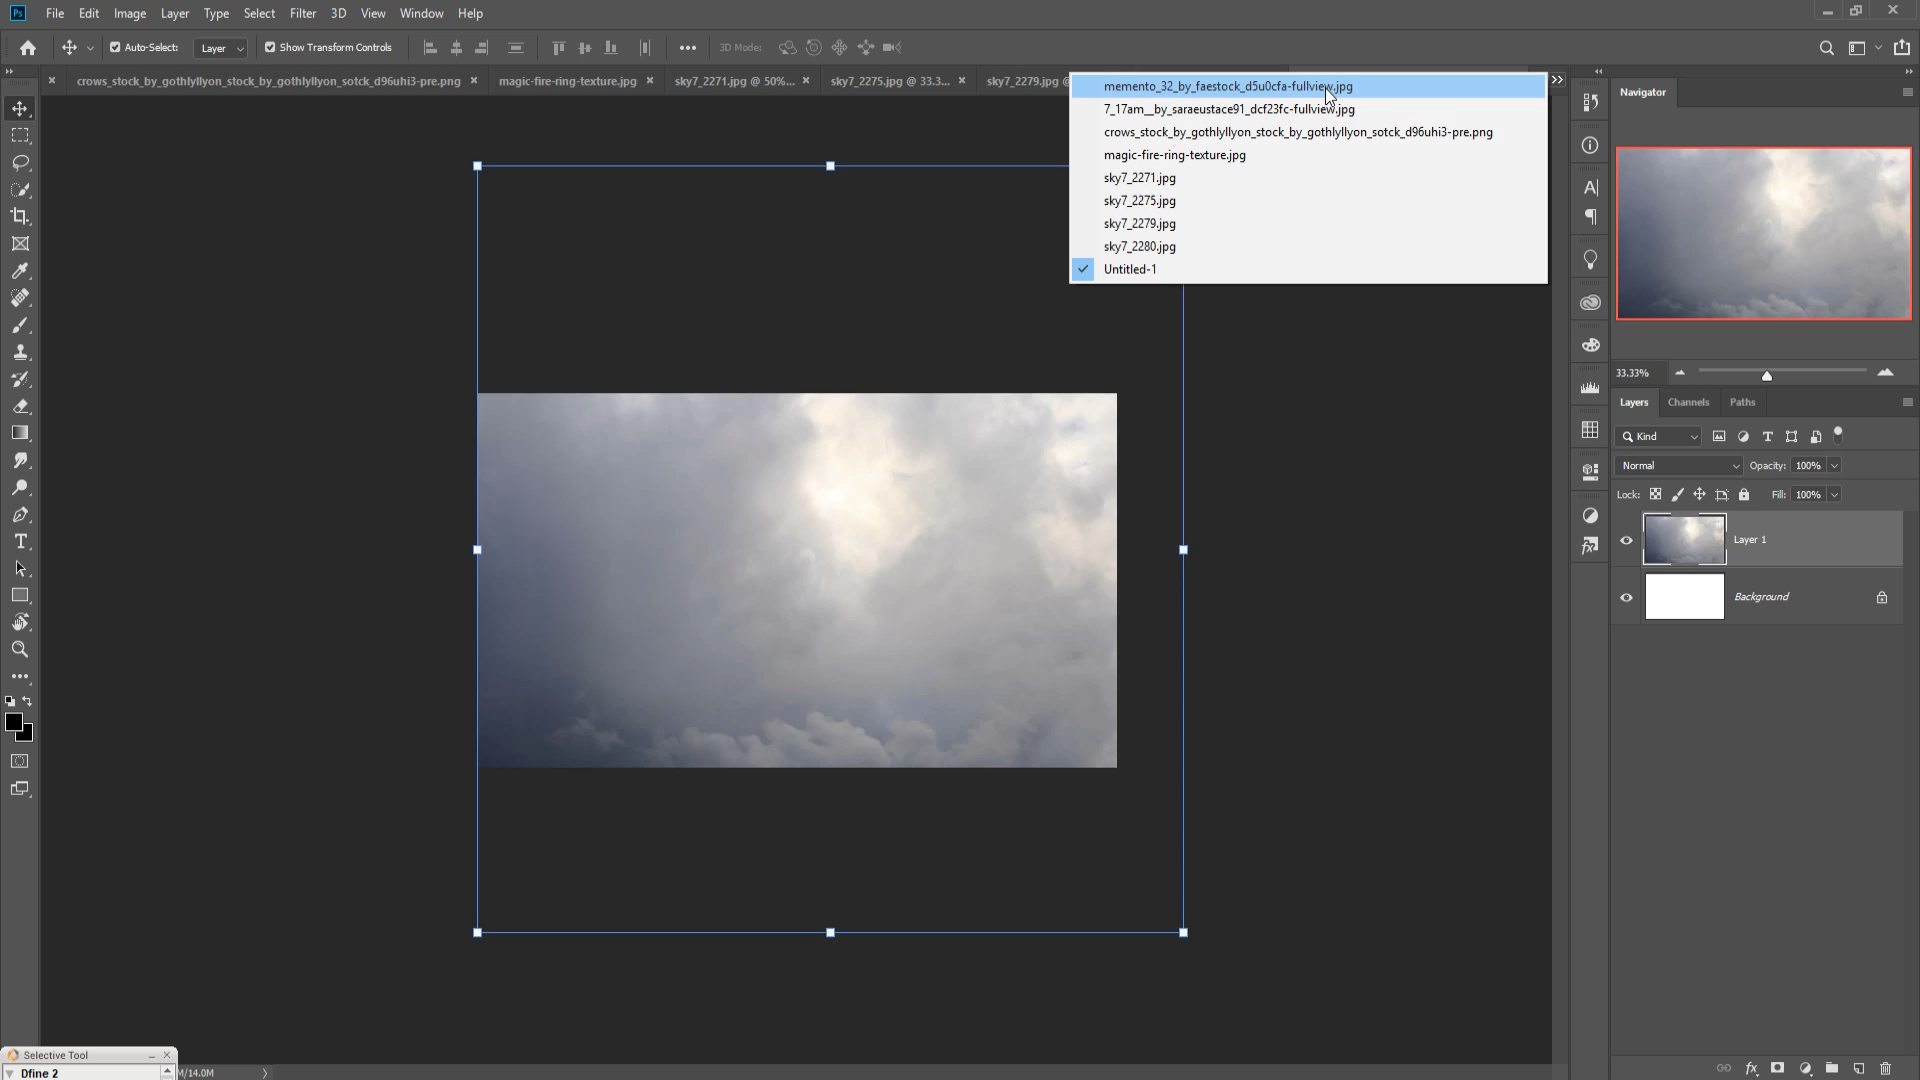 Ps File Edit Image Layer Type Select Filter 3D View Window Help
Auto-Select: Layer Show Transform Controls 3D Mode:
crows_stock_by_gothlyllyon_stock_by_gothlyllyon_sotck_d96uhi3-pre.png magic-fire-ring-texture.jpg sky7_2271.jpg @ 50%... sky7_2275.jpg @ 33.3... sky7_2279.jpg @
memento_32_by_faestock_d5u0cfa-fullview.jpg
7_17am__by_saraeustace91_dcf23fc-fullview.jpg
crows_stock_by_gothlyllyon_stock_by_gothlyllyon_sotck_d96uhi3-pre.png
magic-fire-ring-texture.jpg
sky7_2271.jpg
sky7_2275.jpg
sky7_2279.jpg
sky7_2280.jpg
Untitled-1
Navigator
33.33%
Layers Channels Paths
Kind
Normal Opacity: 100%
Lock: Fill: 100%
Layer 1
Background
Selective Tool
Dfine 2
M/14.0M